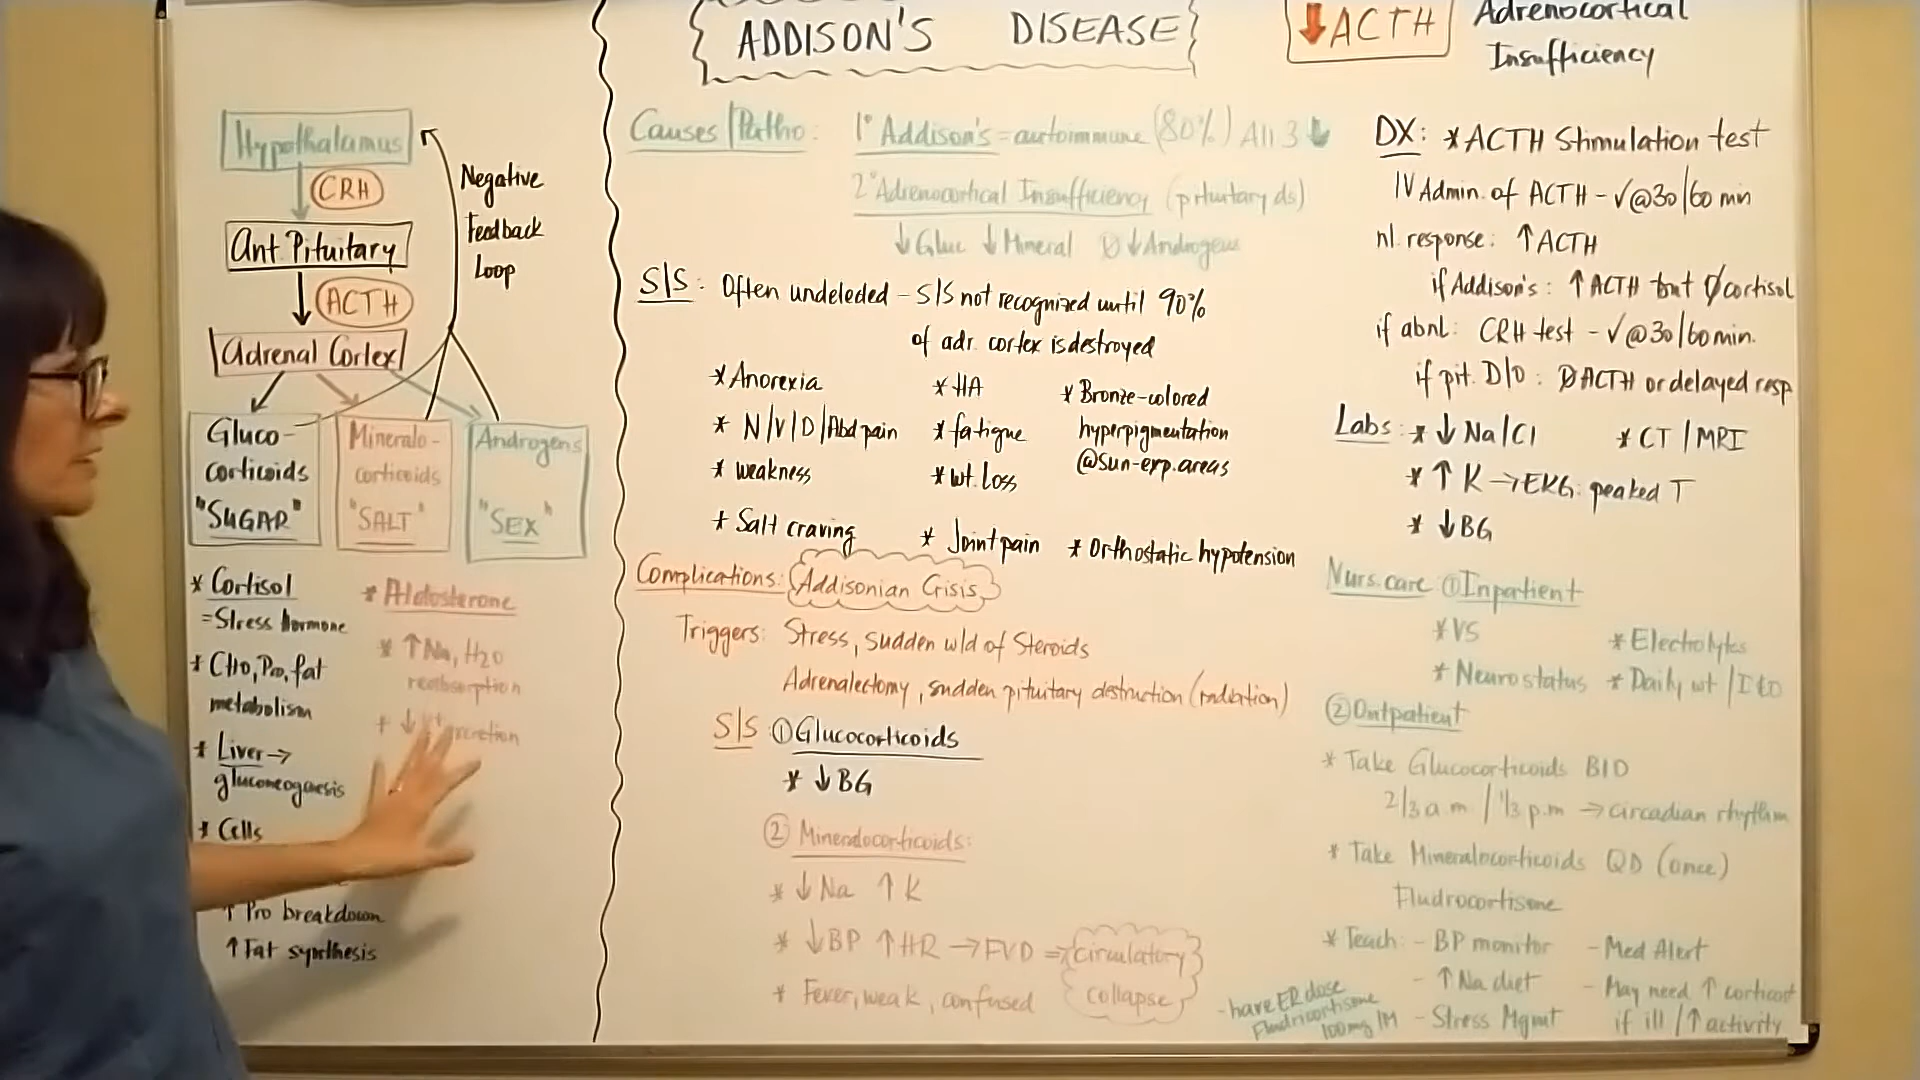 ADDISON'S DISEASE
↓ACTH
Adrenocortical
Insufficiency
Hypothalamus
CRH
Ant. Pituitary
ACTH
Adrenal Cortex
Negative
Feedback
Loop
Gluco-
corticoids
"SUGAR"
Mineralo-
corticoids
"SALT"
Androgens
"SEX"
* Cortisol
= Stress hormone
* CHO, Pro, fat
metabolism
* Liver →
gluconeogenesis
* Cells
↑ Pro breakdown
↑ Fat synthesis
* Aldosterone
* ↑ Na, H2O
reabsorption
* ↓ K+
Causes/Patho: 1° Addison's = autoimmune (80%) All 3 ↓
2° Adrenocortical Insufficiency (pituitary ds)
↓ Gluc ↓ Mineral Ø ↓ Androgens
S/S: Often undeleded - S/S not recognized until 90%
of adr. cortex is destroyed
* Anorexia
* N/V/D/Abd pain
* weakness
* Salt craving
* HA
* fatigue
* wt. loss
* Joint pain
* Bronze-colored
hyperpigmentation
@sun-exp. areas
* Orthostatic hypotension
Complications: Addisonian Crisis
Triggers: Stress, sudden w/d of Steroids
Adrenalectomy, sudden pituitary destruction (radiation)
S/S ① Glucocorticoids
* ↓ BG
② Mineralocorticoids:
* ↓ Na ↑ K
* ↓ BP ↑ HR → FVD ⇒ circulatory
collapse
* Fever, weak, confused
DX: * ACTH Stimulation test
IV Admin. of ACTH - √@30/60 min
nl. response: ↑ ACTH
if Addison's: ↑ ACTH but Ø cortisol
if abnl: CRH test - √@30/60 min.
if pit. D/O: Ø ACTH or delayed resp
Labs: * ↓ Na/Cl
* CT/MRI
* ↑ K → EKG: peaked T
* ↓ BG
Nurs. care ① Inpatient
* VS
* Electrolytes
* Neurostatus
* Daily wt/I&O
② Outpatient
* Take Glucocorticoids BID
2/3 a.m / 1/3 p.m → circadian rhythm
* Take Mineralocorticoids QD (once)
Fludrocortisone
* Teach: - BP monitor
- Med Alert
- ↑ Na diet
- May need ↑ corticost
if ill/↑ activity
- Stress Mgmt
- have ER dose
Fludricortisone
100mg IM